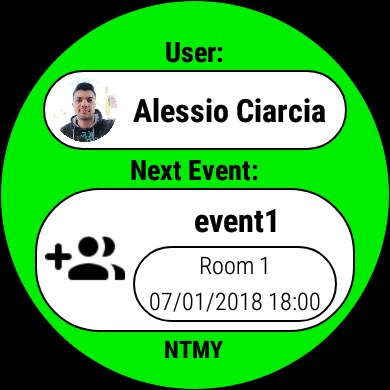 User:
Alessio Ciarcia
Next Event:
event1
Room 1
07/01/2018 18:00
NTMY